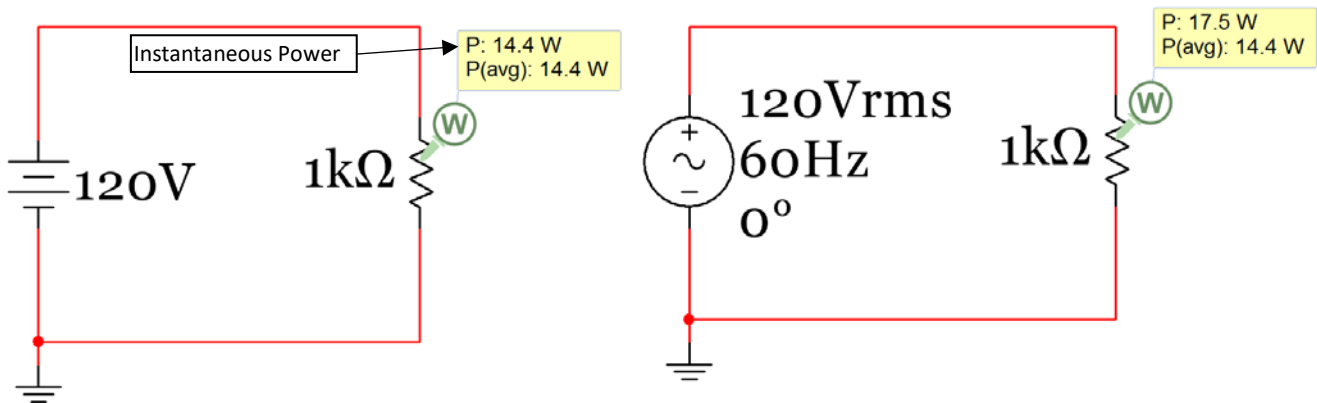 Instantaneous Power
P: 14.4 W
P(avg): 14.4 W
W
120V
1kΩ
P: 17.5 W
P(avg): 14.4 W
W
120Vrms
60Hz
0°
1kΩ